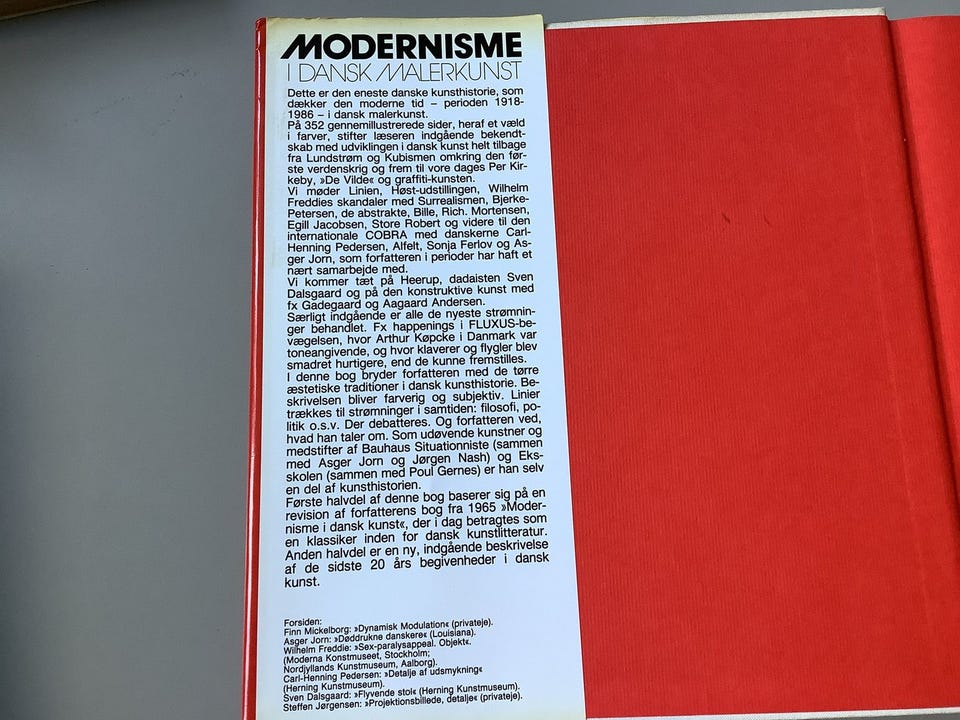 MODERNISME
I DANSK MALERKUNST
Dette er den eneste danske kunsthistorie, som
dækker den moderne tid – perioden 1918-
1986 – i dansk malerkunst.
På 352 gennemillustrerede sider, heraf et væld
i farver, stifter læseren indgående bekendt-
skab med udviklingen i dansk kunst helt tilbage
fra Lundstrøm og Kubismen omkring den før-
ste verdenskrig og frem til vore dages Per Kir-
keby, »De Vilde« og graffiti-kunsten.
Vi møder Linien, Høst-udstillingen, Wilhelm
Freddies skandaler med Surrealismen, Bjerke-
Petersen, de abstrakte, Bille, Rich. Mortensen,
Egill Jacobsen, Store Robert og videre til den
internationale COBRA med danskerne Carl-
Henning Pedersen, Alfelt, Sonja Ferlov og As-
ger Jorn, som forfatteren i perioder har haft et
nært samarbejde med.
Vi kommer tæt på Heerup, dadaisten Sven
Dalsgaard og på den konstruktive kunst med
fx Gadegaard og Aagaard Andersen.
Særligt indgående er alle de nyeste strømnin-
ger behandlet. Fx happenings i FLUXUS-be-
vægelsen, hvor Arthur Køpcke i Danmark var
toneangivende, og hvor klaverer og flygler blev
smadret hurtigere, end de kunne fremstilles.
I denne bog bryder forfatteren med de tørre
æstetiske traditioner i dansk kunsthistorie. Be-
skrivelsen bliver farverig og subjektiv. Linier
trækkes til strømninger i samtiden: filosofi, po-
litik o.s.v. Der debatteres. Og forfatteren ved,
hvad han taler om. Som udøvende kunstner og
medstifter af Bauhaus Situationniste (sammen
med Asger Jorn og Jørgen Nash) og Eks-
skolen (sammen med Poul Gernes) er han selv
en del af kunsthistorien.
Første halvdel af denne bog baserer sig på en
revision af forfatterens bog fra 1965 »Moder-
nisme i dansk kunst«, der i dag betragtes som
en klassiker inden for dansk kunstlitteratur.
Anden halvdel er en ny, indgående beskrivelse
af de sidste 20 års begivenheder i dansk
kunst.
Forsiden:
Finn Mickelborg: »Dynamisk Modulation« (privateje).
Asger Jorn: »Døddrukne danskere« (Louisiana).
Wilhelm Freddie: »Sex-paralysappeal. Objekt«.
(Moderna Konstmuseet, Stockholm;
Nordjyllands Kunstmuseum, Aalborg).
Carl-Henning Pedersen: »Detalje af udsmykning«
(Herning Kunstmuseum).
Sven Dalsgaard: »Flyvende stol« (Herning Kunstmuseum).
Steffen Jørgensen: »Projektionsbillede, detalje« (privateje).